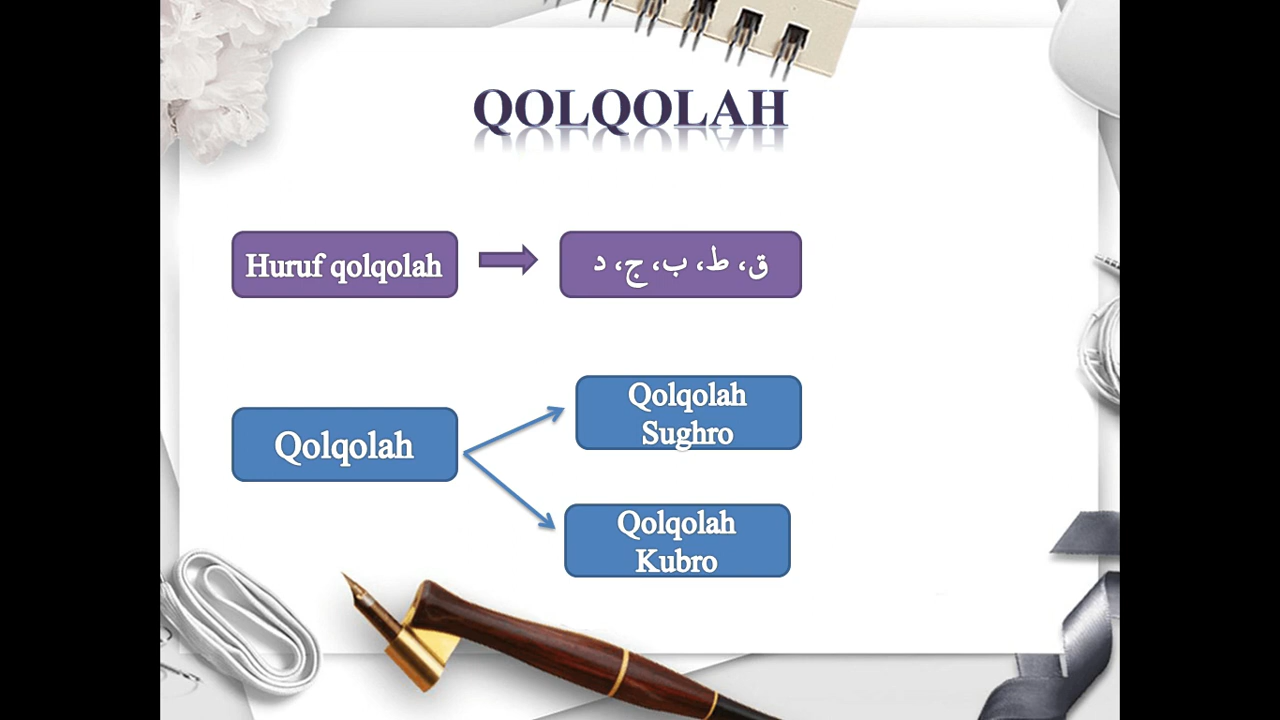 QOLQOLAH
Huruf qolqolah
ق، ط، ب، ج، د
Qolqolah
Qolqolah
Sughro
Qolqolah
Kubro